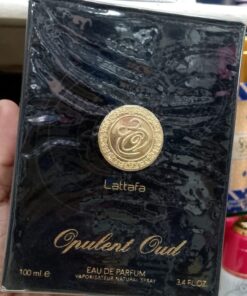 Lattafa
Opulent Oud
100 ml e EAU DE PARFUM 3.4 FL.OZ.
VAPORISATEUR NATURAL SPRAY